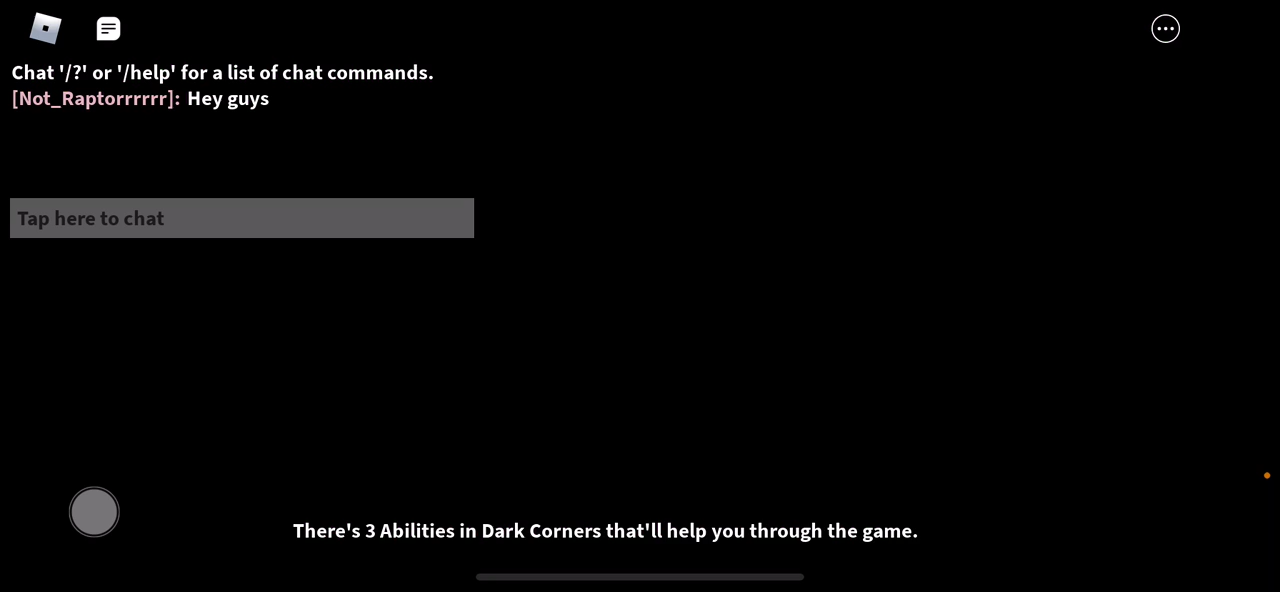 Chat '/?' or '/help' for a list of chat commands.
[Not_Raptorrrrrr]: Hey guys
Tap here to chat
There's 3 Abilities in Dark Corners that'll help you through the game.